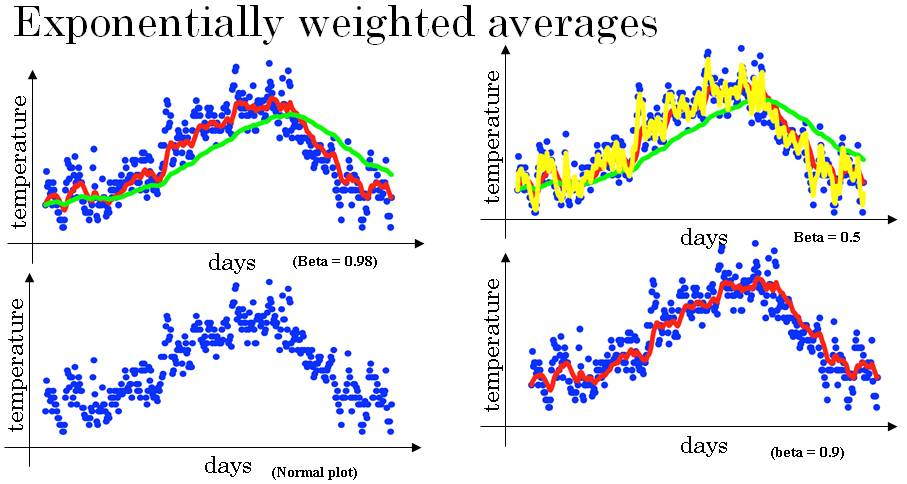 Exponentially weighted averages
temperature
days
(Beta = 0.98)
temperature
days
Beta = 0.5
temperature
days
(Normal plot)
temperature
days
(beta = 0.9)